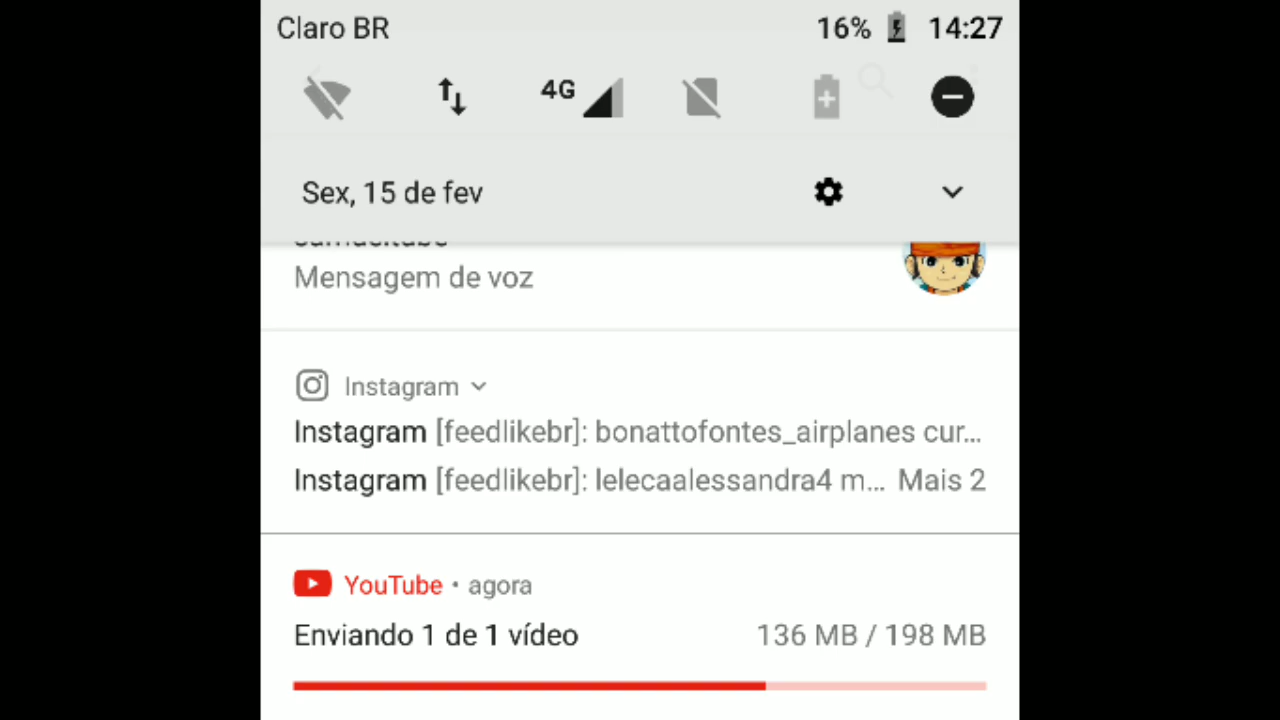 Claro BR 16% 14:27
4G
Sex, 15 de fev
Mensagem de voz
Instagram
Instagram [feedlikebr]: bonattofontes_airplanes cur...
Instagram [feedlikebr]: lelecaalessandra4 m... Mais 2
YouTube • agora
Enviando 1 de 1 vídeo 136 MB / 198 MB